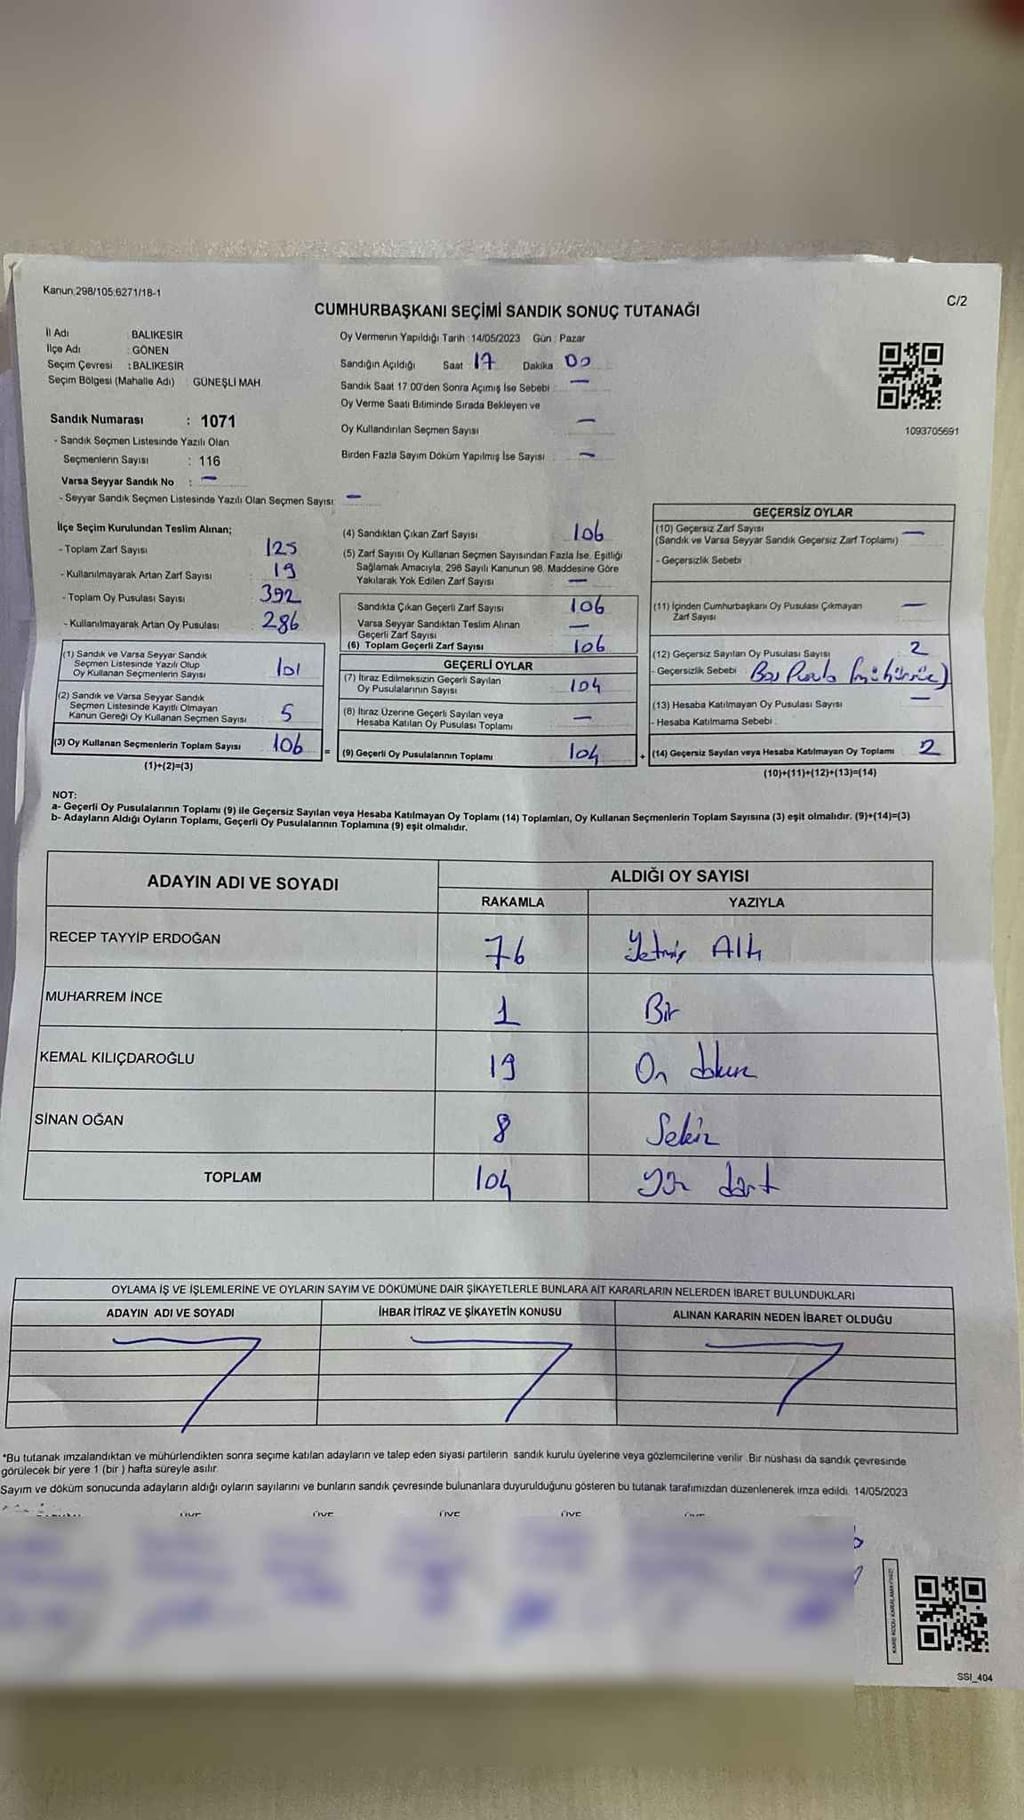 Kanun:298/105;6271/18-1
C/2
CUMHURBAŞKANI SEÇİMİ SANDIK SONUÇ TUTANAĞI
İl Adı BALIKESİR
İlçe Adı : GÖNEN
Seçim Çevresi : BALIKESİR
Seçim Bölgesi (Mahalle Adı) GÜNEŞLİ MAH.
Oy Vermenin Yapıldığı Tarih 14/05/2023 Gün : Pazar
Sandığın Açıldığı Saat 17 Dakika 00
Sandık Saat 17:00'den Sonra Açımış İse Sebebi —
Oy Verme Saati Bitiminde Sırada Bekleyen ve
Oy Kullandırılan Seçmen Sayısı —
Birden Fazla Sayım Döküm Yapılmış İse Sayısı —
1093705691
Sandık Numarası : 1071
- Sandık Seçmen Listesinde Yazılı Olan
Seçmenlerin Sayısı : 116
Varsa Seyyar Sandık No : —
- Seyyar Sandık Seçmen Listesinde Yazılı Olan Seçmen Sayısı: —
İlçe Seçim Kurulundan Teslim Alınan;
- Toplam Zarf Sayısı 125
- Kullanılmayarak Artan Zarf Sayısı 19
- Toplam Oy Pusulası Sayısı 392
- Kullanılmayarak Artan Oy Pusulası 286
(1) Sandık ve Varsa Seyyar Sandık
Seçmen Listesinde Yazılı Olup
Oy Kullanan Seçmenlerin Sayısı 101
(2) Sandık ve Varsa Seyyar Sandık
Seçmen Listesinde Kayıtlı Olmayan
Kanun Gereği Oy Kullanan Seçmen Sayısı 5
(3) Oy Kullanan Seçmenlerin Toplam Sayısı 106
(1)+(2)=(3)
(4) Sandıktan Çıkan Zarf Sayısı 106
(5) Zarf Sayısı Oy Kullanan Seçmen Sayısından Fazla İse, Eşitliği
Sağlamak Amacıyla, 298 Sayılı Kanunun 98. Maddesine Göre
Yakılarak Yok Edilen Zarf Sayısı —
Sandıkta Çıkan Geçerli Zarf Sayısı 106
Varsa Seyyar Sandıktan Teslim Alınan
Geçerli Zarf Sayısı —
(6) Toplam Geçerli Zarf Sayısı 106
GEÇERLİ OYLAR
(7) İtiraz Edilmeksizin Geçerli Sayılan
Oy Pusulalarının Sayısı 104
(8) İtiraz Üzerine Geçerli Sayılan veya
Hesaba Katılan Oy Pusulası Toplamı —
= (9) Geçerli Oy Pusulalarının Toplamı 104 +
GEÇERSİZ OYLAR
(10) Geçersiz Zarf Sayısı —
(Sandık ve Varsa Seyyar Sandık Geçersiz Zarf Toplamı)
- Geçersizlik Sebebi
(11) İçinden Cumhurbaşkanı Oy Pusulası Çıkmayan
Zarf Sayısı —
(12) Geçersiz Sayılan Oy Pusulası Sayısı 2
- Geçersizlik Sebebi Boş Pusula
(13) Hesaba Katılmayan Oy Pusulası Sayısı —
- Hesaba Katılmama Sebebi :
(14) Geçersiz Sayılan veya Hesaba Katılmayan Oy Toplamı 2
(10)+(11)+(12)+(13)=(14)
NOT:
a- Geçerli Oy Pusulalarının Toplamı (9) ile Geçersiz Sayılan veya Hesaba Katılmayan Oy Toplamı (14) Toplamları, Oy Kullanan Seçmenlerin Toplam Sayısına (3) eşit olmalıdır. (9)+(14)=(3)
b- Adayların Aldığı Oyların Toplamı, Geçerli Oy Pusulalarının Toplamına (9) eşit olmalıdır.
ADAYIN ADI VE SOYADI ALDIĞI OY SAYISI
RAKAMLA YAZIYLA
RECEP TAYYİP ERDOĞAN 76 Yetmiş Altı
MUHARREM İNCE 1 Bir
KEMAL KILIÇDAROĞLU 19 On dokuz
SİNAN OĞAN 8 Sekiz
TOPLAM 104 yüz dört
OYLAMA İŞ VE İŞLEMLERİNE VE OYLARIN SAYIM VE DÖKÜMÜNE DAİR ŞİKAYETLERLE BUNLARA AİT KARARLARIN NELERDEN İBARET BULUNDUKLARI
ADAYIN ADI VE SOYADI İHBAR İTİRAZ VE ŞİKAYETİN KONUSU ALINAN KARARIN NEDEN İBARET OLDUĞU
*Bu tutanak imzalandıktan ve mühürlendikten sonra seçime katılan adayların ve talep eden siyasi partilerin sandık kurulu üyelerine veya gözlemcilerine verilir. Bir nüshası da sandık çevresinde
görülecek bir yere 1 (bir ) hafta süreyle asılır.
Sayım ve döküm sonucunda adayların aldığı oyların sayılarını ve bunların sandık çevresinde bulunanlara duyurulduğunu gösteren bu tutanak tarafımızdan düzenlenerek imza edildi. 14/05/2023
SSI_404